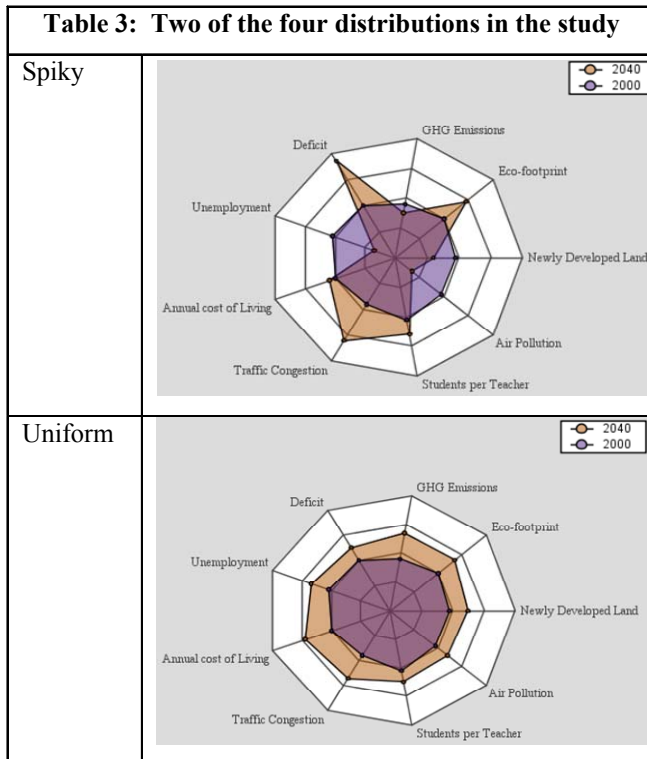 Table 3: Two of the four distributions in the study
Spiky
2040
2000
GHG Emissions
Deficit
Eco-footprint
Unemployment
Newly Developed Land
Annual cost of Living
Air Pollution
Traffic Congestion
Students per Teacher
Uniform
2040
2000
GHG Emissions
Deficit
Eco-footprint
Unemployment
Newly Developed Land
Annual cost of Living
Air Pollution
Traffic Congestion
Students per Teacher